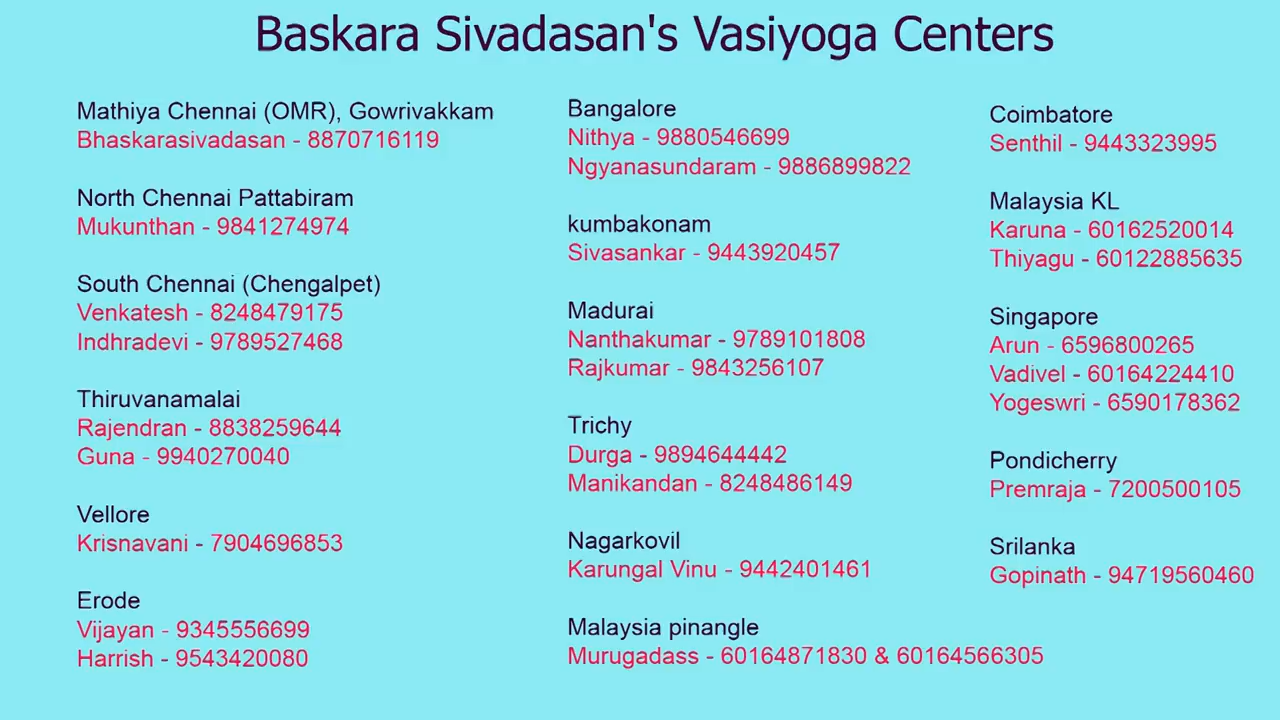 Baskara Sivadasan's Vasiyoga Centers
Mathiya Chennai (OMR), Gowrivakkam
Bhaskarasivadasan - 8870716119
North Chennai Pattabiram
Mukunthan - 9841274974
South Chennai (Chengalpet)
Venkatesh - 8248479175
Indhradevi - 9789527468
Thiruvanamalai
Rajendran - 8838259644
Guna - 9940270040
Vellore
Krisnavani - 7904696853
Erode
Vijayan - 9345556699
Harrish - 9543420080
Bangalore
Nithya - 9880546699
Ngyanasundaram - 9886899822
kumbakonam
Sivasankar - 9443920457
Madurai
Nanthakumar - 9789101808
Rajkumar - 9843256107
Trichy
Durga - 9894644442
Manikandan - 8248486149
Nagarkovil
Karungal Vinu - 9442401461
Malaysia pinangle
Murugadass - 60164871830 & 60164566305
Coimbatore
Senthil - 9443323995
Malaysia KL
Karuna - 60162520014
Thiyagu - 60122885635
Singapore
Arun - 6596800265
Vadivel - 60164224410
Yogeswri - 6590178362
Pondicherry
Premraja - 7200500105
Srilanka
Gopinath - 94719560460